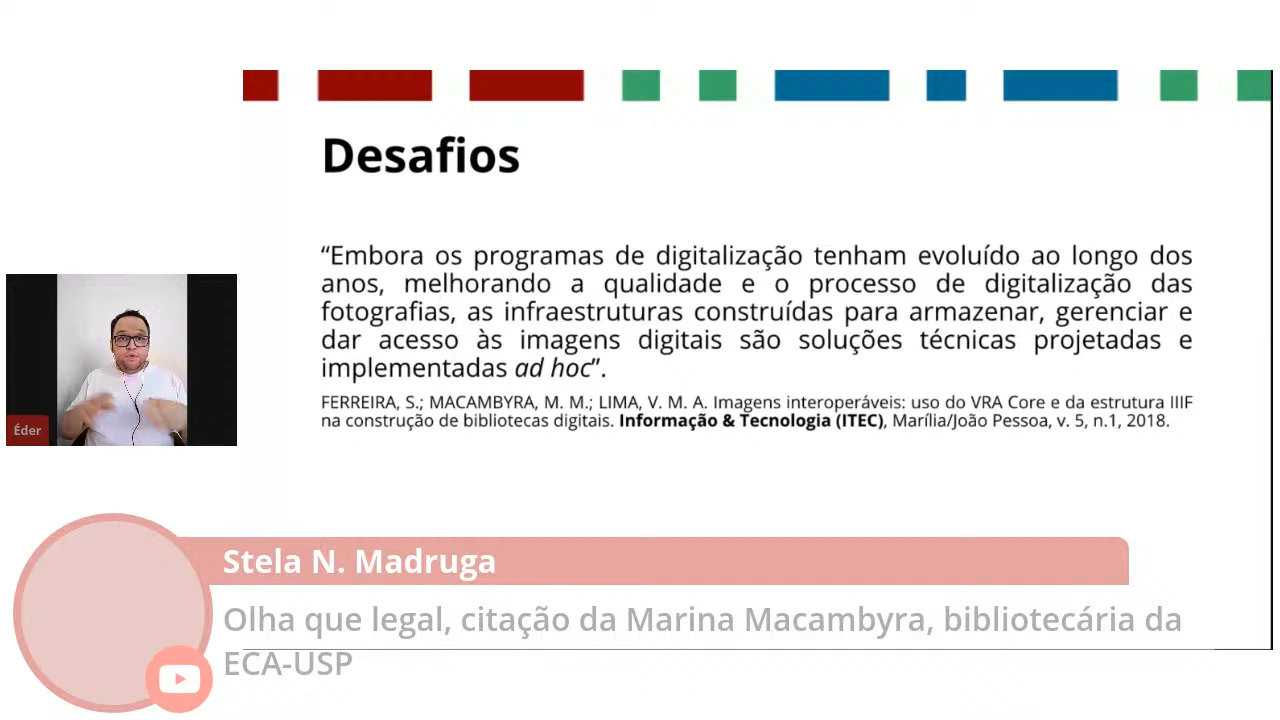 Desafios
“Embora os programas de digitalização tenham evoluído ao longo dos
anos, melhorando a qualidade e o processo de digitalização das
fotografias, as infraestruturas construídas para armazenar, gerenciar e
dar acesso às imagens digitais são soluções técnicas projetadas e
implementadas ad hoc”.
FERREIRA, S.; MACAMBYRA, M. M.; LIMA, V. M. A. Imagens interoperáveis: uso do VRA Core e da estrutura IIIF
na construção de bibliotecas digitais. Informação & Tecnologia (ITEC), Marília/João Pessoa, v. 5, n.1, 2018.
Éder
Stela N. Madruga
Olha que legal, citação da Marina Macambyra, bibliotecária da
ECA-USP